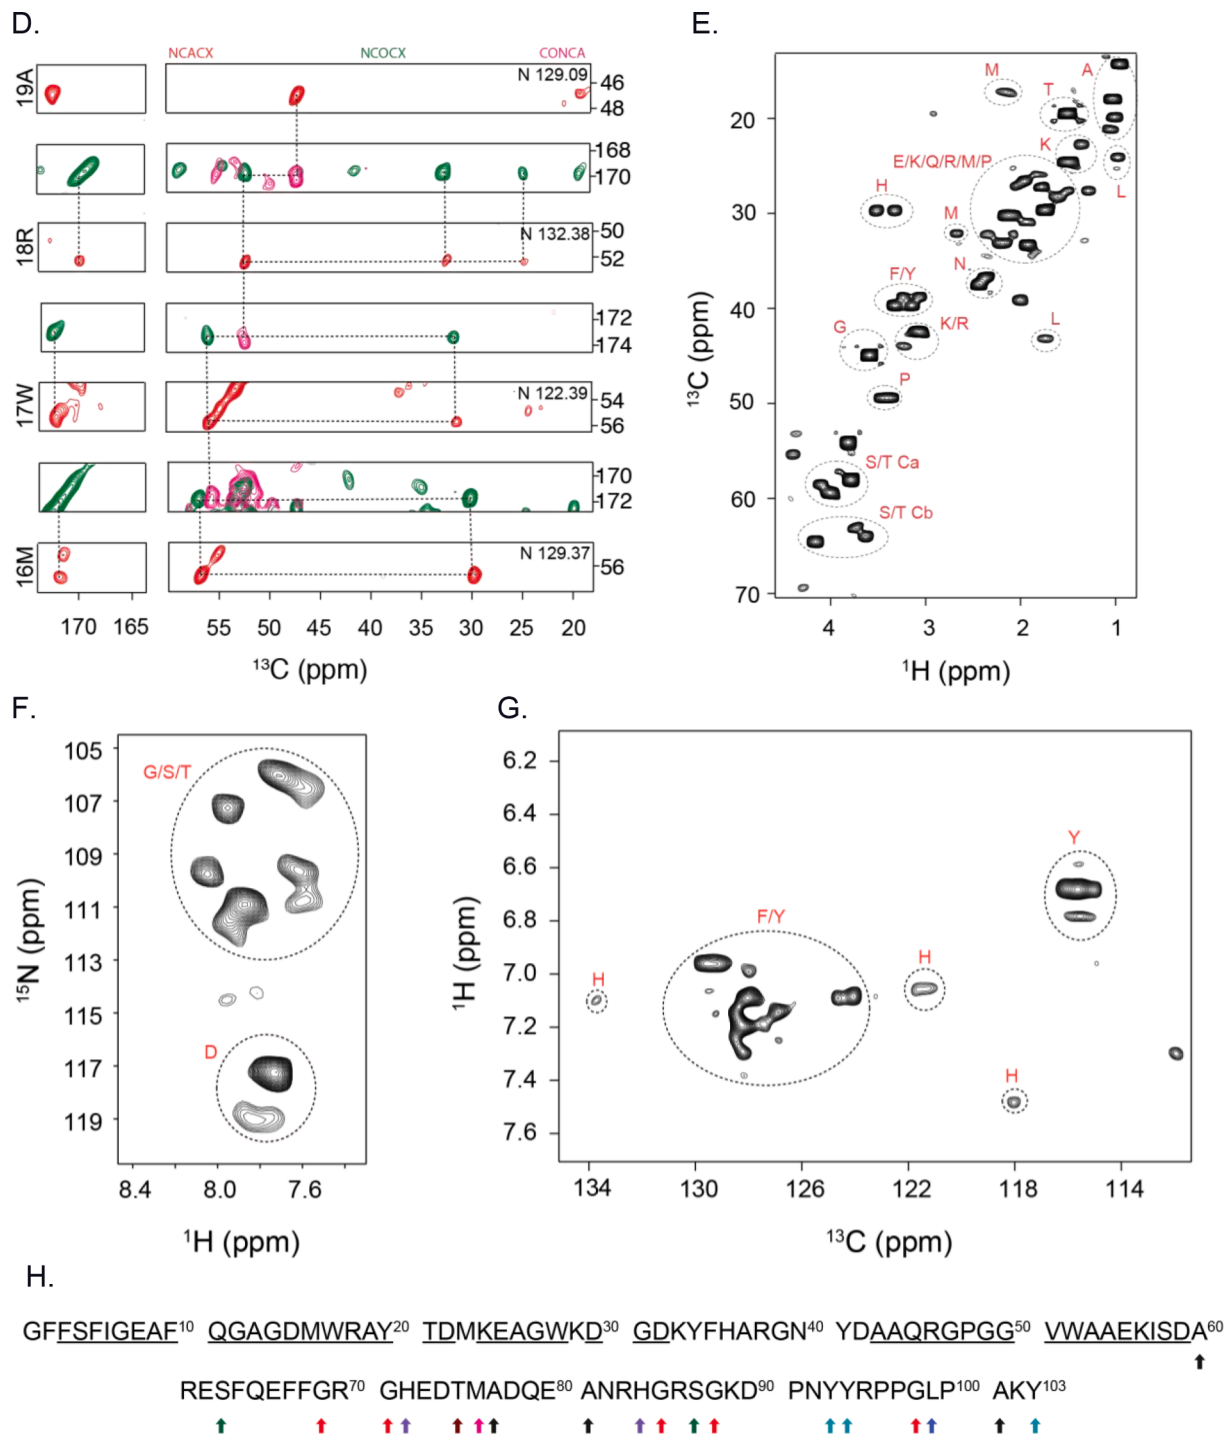 D.
NCACX NCOCX CONCA
19A N 129.09 46
48
168
170
18R N 132.38 50
52
172
174
17W N 122.39 54
56
170
172
16M N 129.37 56
170 165 55 50 45 40 35 30 25 20
¹³C (ppm)
E.
M A
T
20
K
E/K/Q/R/M/P
L
H
30
M
N
F/Y
40
K/R
G L
P
50
S/T Ca
60
S/T Cb
70
4 3 2 1
¹³C (ppm)
¹H (ppm)
F.
105
G/S/T
107
109
111
113
115
D
117
119
8.4 8.0 7.6
¹⁵N (ppm)
¹H (ppm)
G.
6.2
6.4
6.6
Y
6.8
F/Y
H H
7.0
7.2
7.4
H
7.6
134 130 126 122 118 114
¹H (ppm)
¹³C (ppm)
H.
GFFSFIGEAF¹⁰ QGAGDMWRAY²⁰ TDMKEAGWKD³⁰ GDKYFHARGN⁴⁰ YDAAQRGPGG⁵⁰ VWAAEKISDA⁶⁰
RESFQEFFGR⁷⁰ GHEDTMADQE⁸⁰ ANRHGRSGKD⁹⁰ PNYYRPPGLP¹⁰⁰ AKY¹⁰³